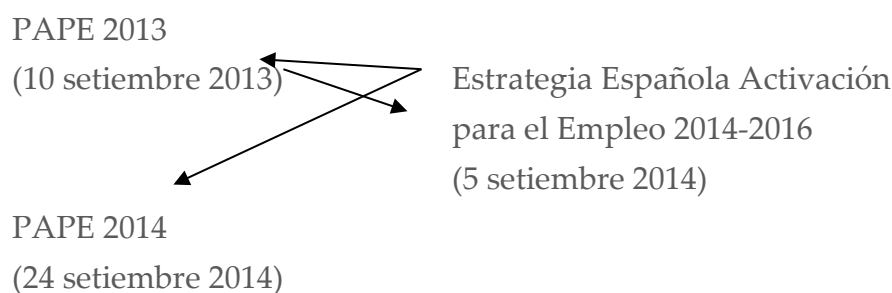 PAPE 2013
(10 setiembre 2013)
Estrategia Española Activación
para el Empleo 2014-2016
(5 setiembre 2014)
PAPE 2014
(24 setiembre 2014)